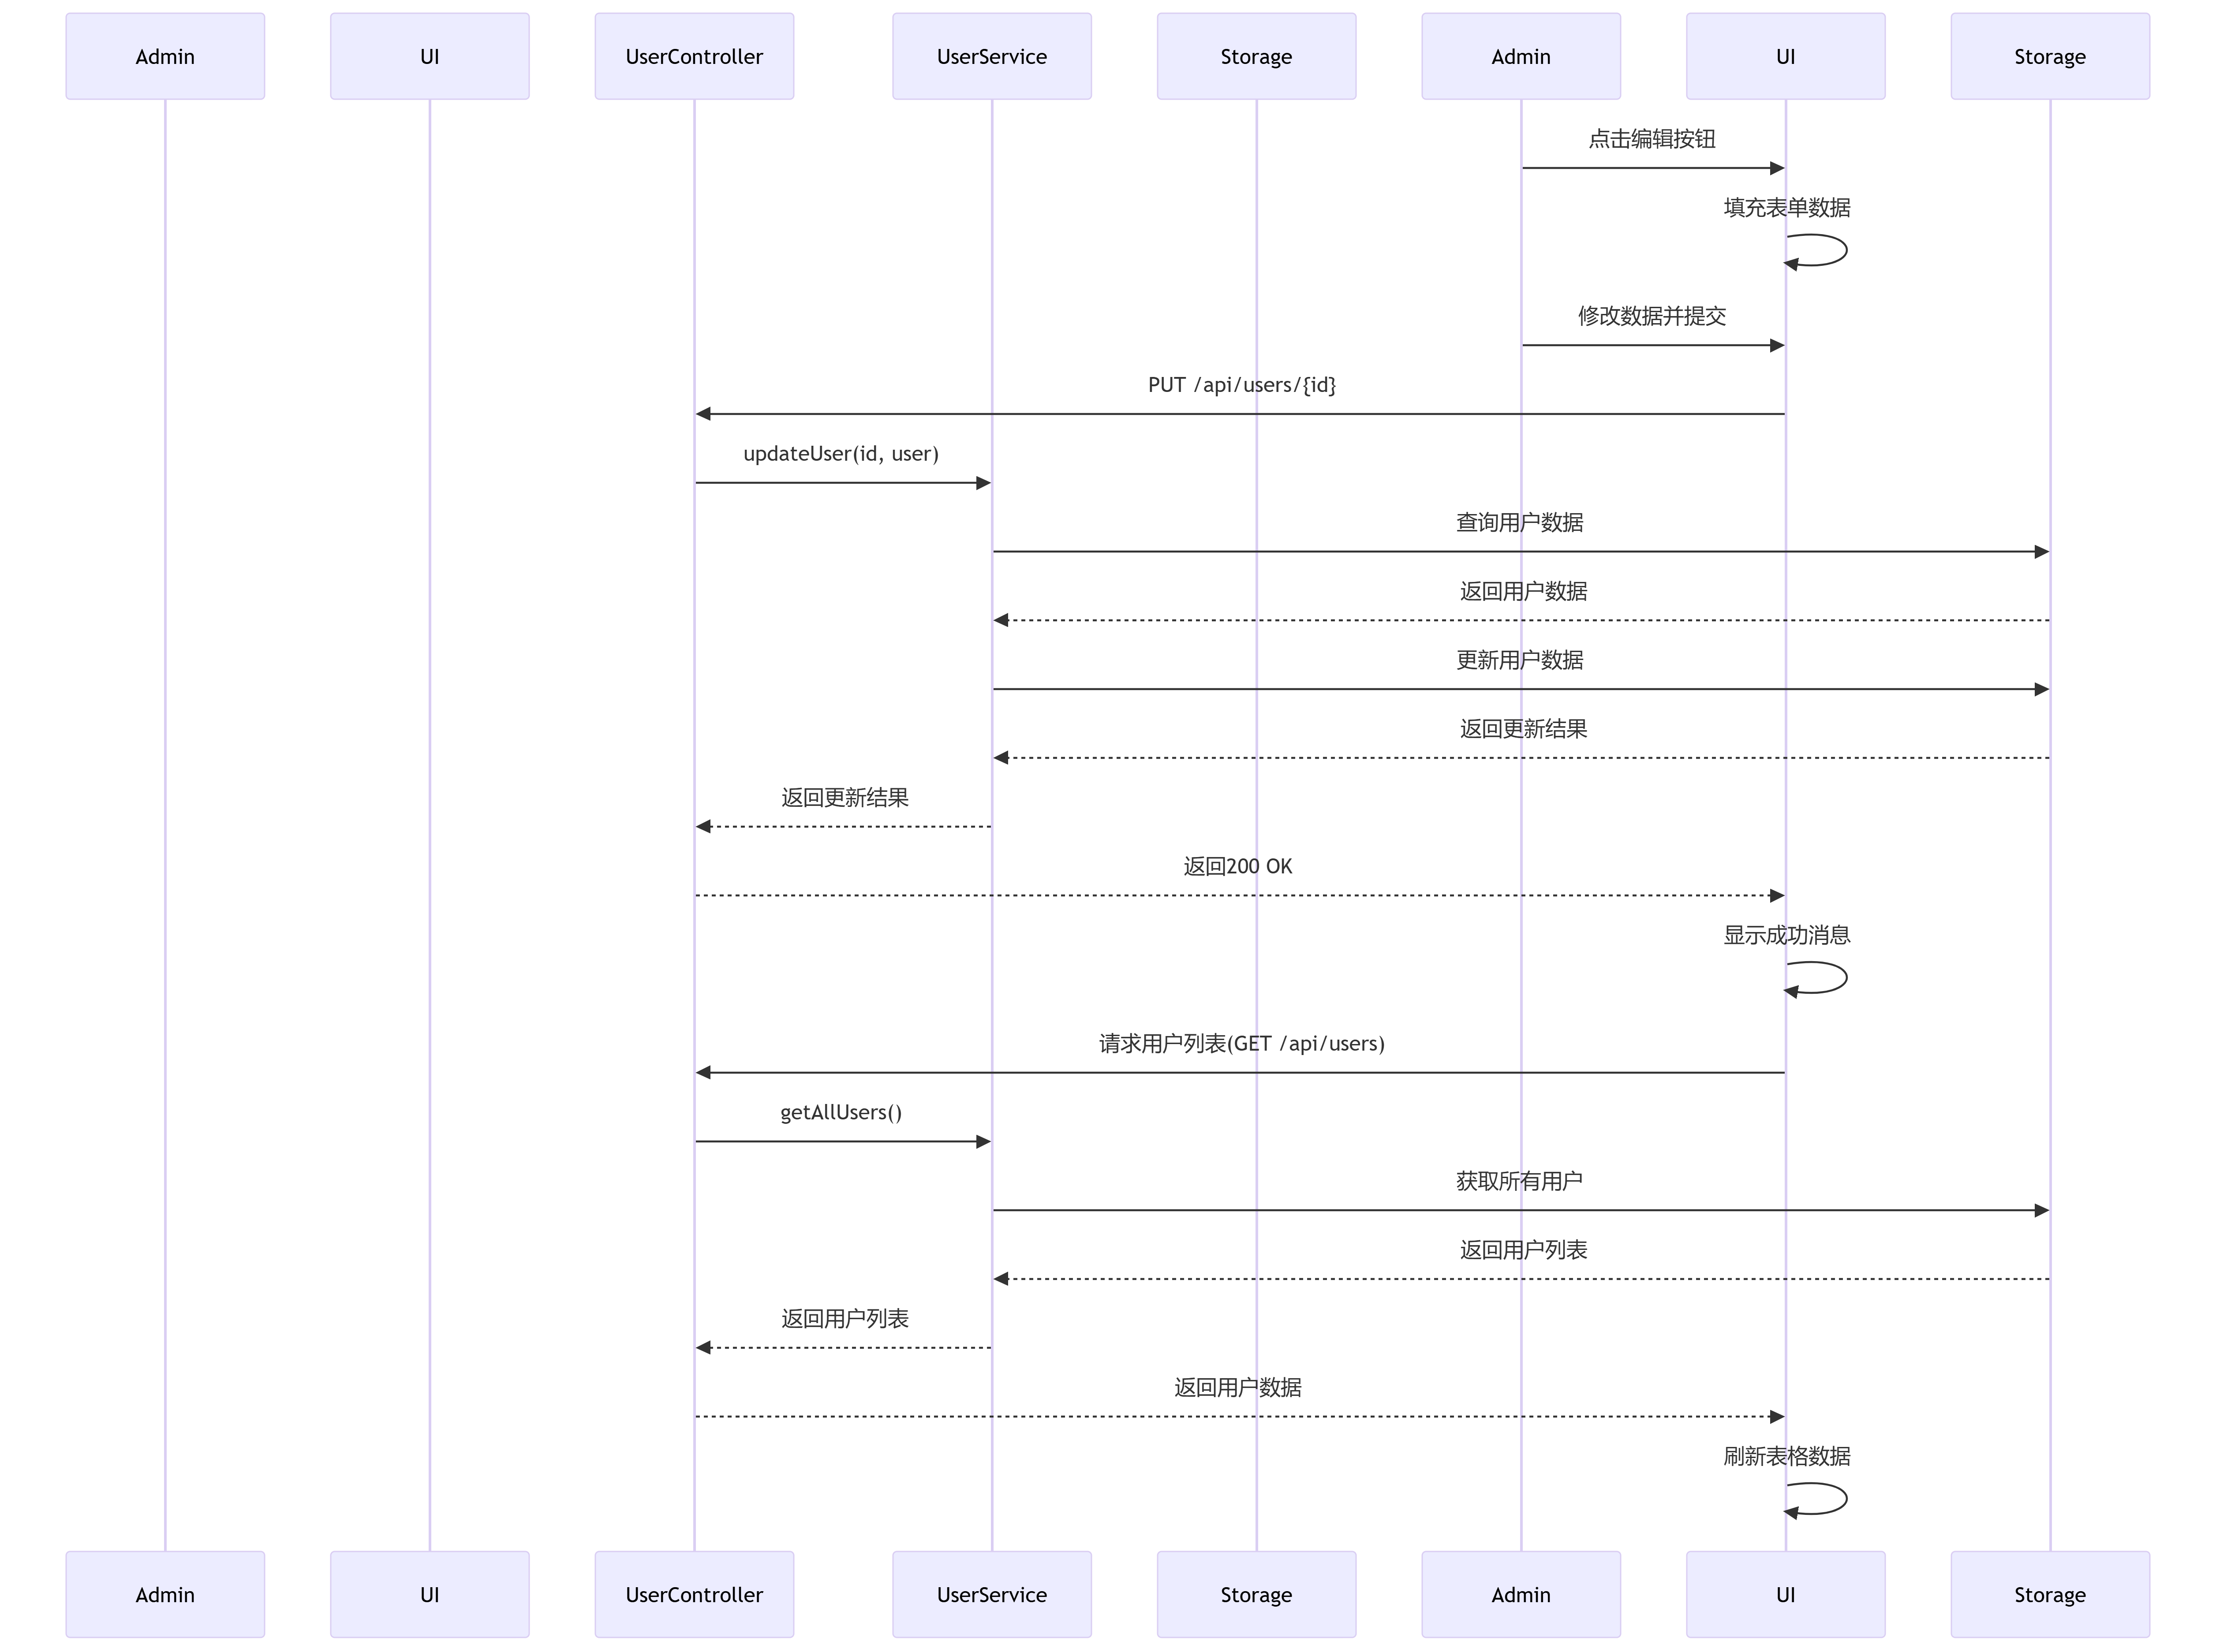 Admin
UI
UserController
UserService
Storage
Admin
UI
Storage
点击编辑按钮
填充表单数据
修改数据并提交
PUT /api/users/{id}
updateUser(id, user)
查询用户数据
返回用户数据
更新用户数据
返回更新结果
返回更新结果
返回200 OK
显示成功消息
请求用户列表(GET /api/users)
getAllUsers()
获取所有用户
返回用户列表
返回用户列表
返回用户数据
刷新表格数据
Admin
UI
UserController
UserService
Storage
Admin
UI
Storage